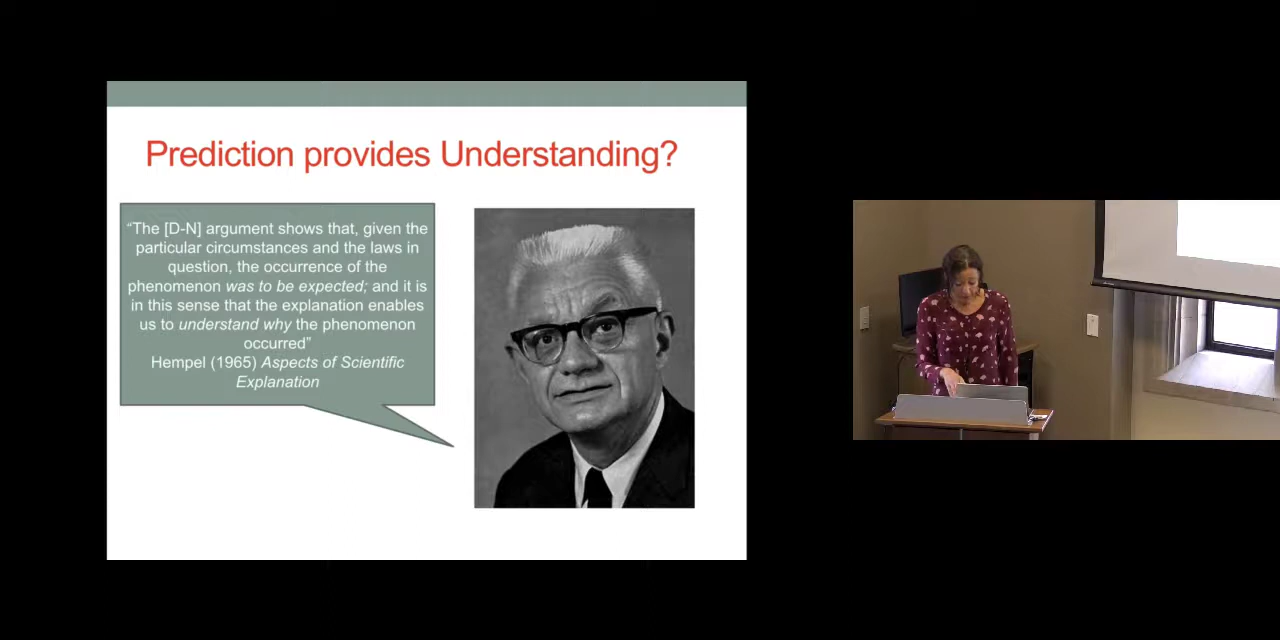 Prediction provides Understanding?
“The [D-N] argument shows that, given the
particular circumstances and the laws in
question, the occurrence of the
phenomenon was to be expected; and it is
in this sense that the explanation enables
us to understand why the phenomenon
occurred”
Hempel (1965) Aspects of Scientific
Explanation